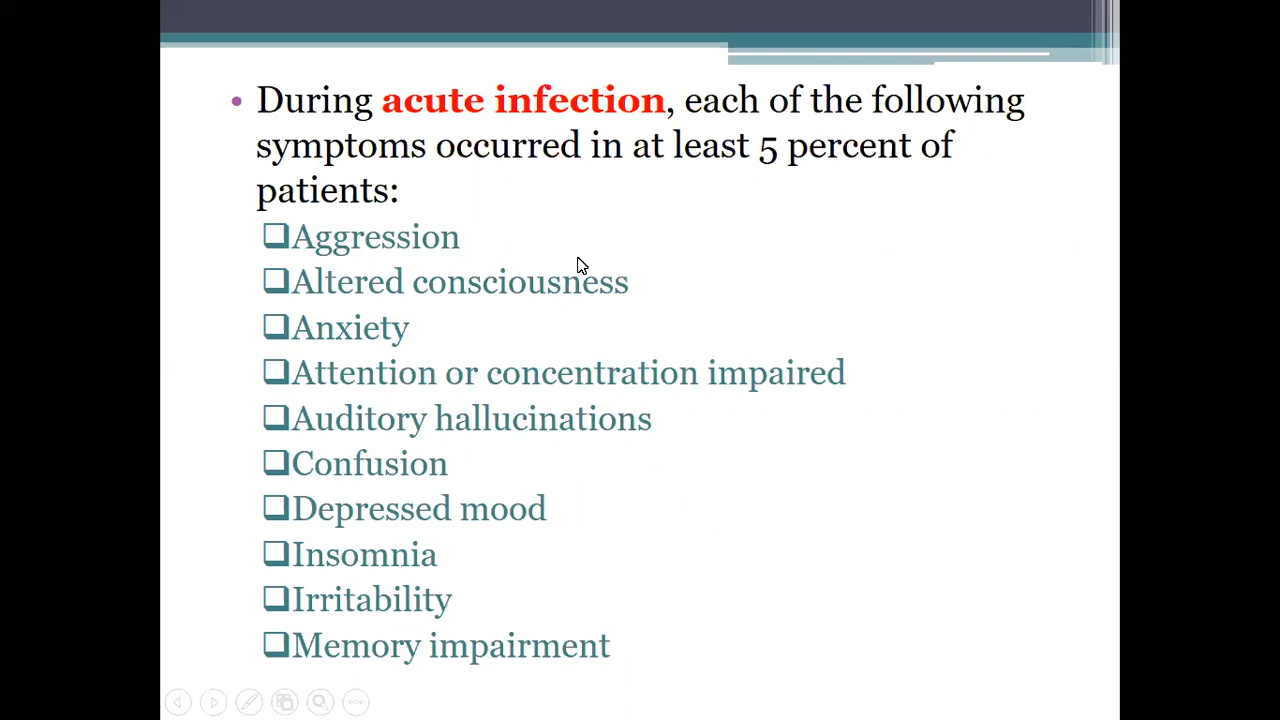 • During acute infection, each of the following
symptoms occurred in at least 5 percent of
patients:
❑Aggression
❑Altered consciousness
❑Anxiety
❑Attention or concentration impaired
❑Auditory hallucinations
❑Confusion
❑Depressed mood
❑Insomnia
❑Irritability
❑Memory impairment